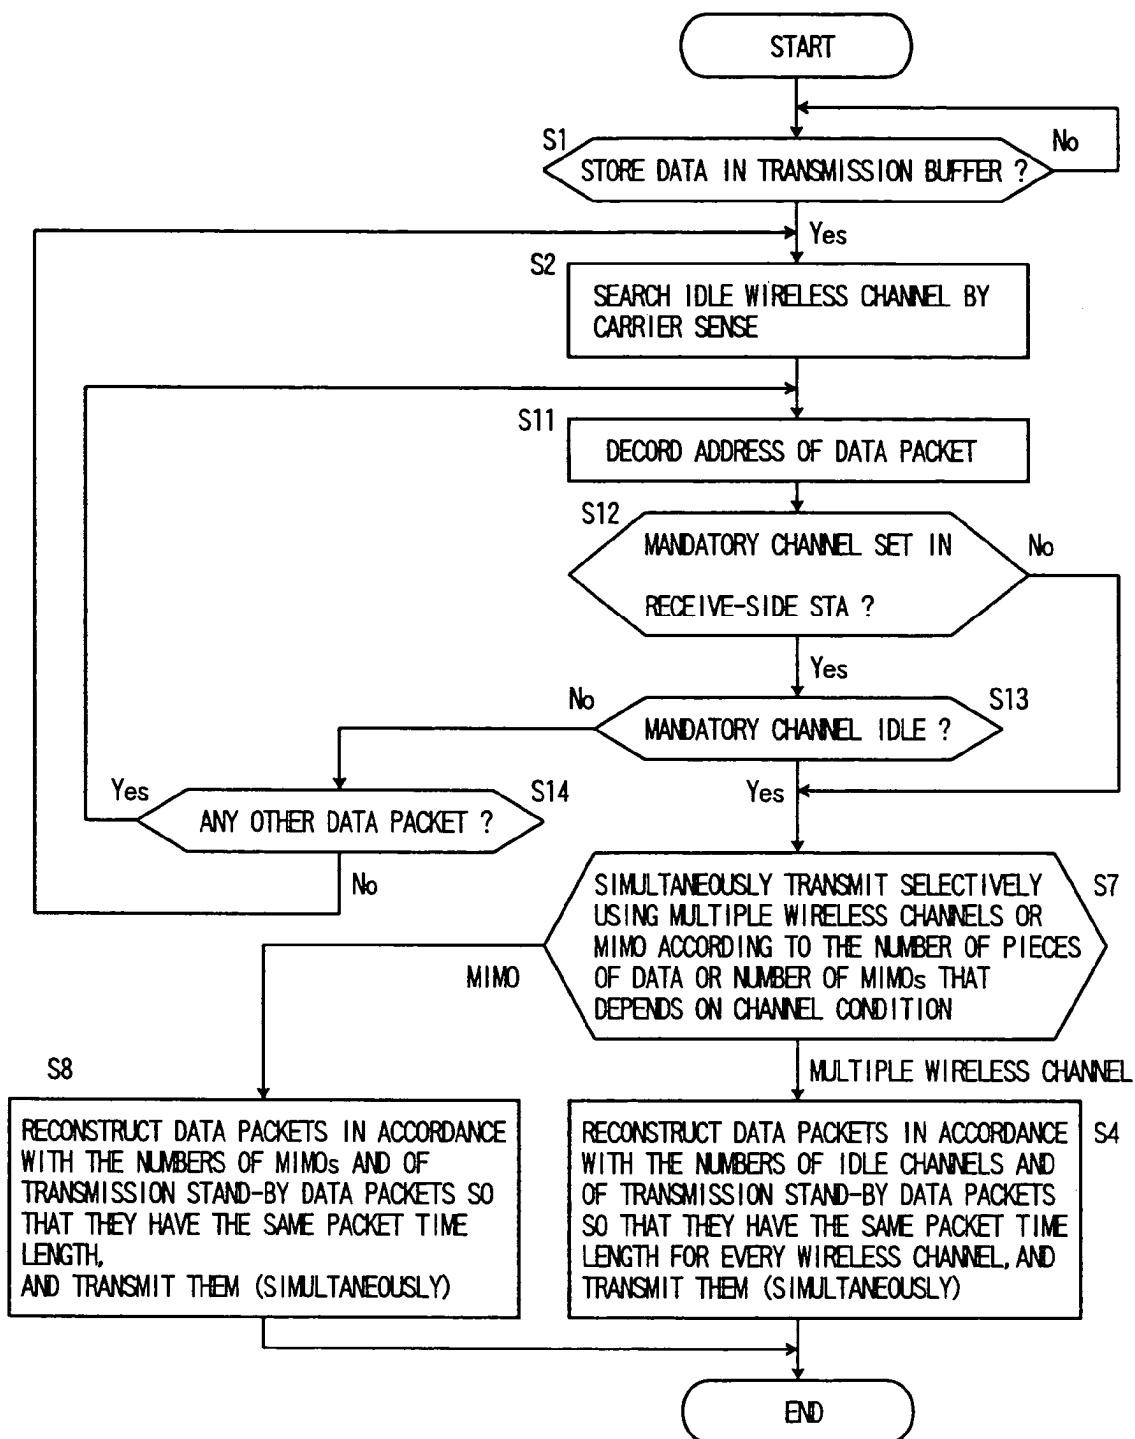 START
S1
No
STORE DATA IN TRANSMISSION BUFFER ?
Yes
S2
SEARCH IDLE WIRELESS CHANNEL BY
CARRIER SENSE
S11
DECORD ADDRESS OF DATA PACKET
S12
MANDATORY CHANNEL SET IN
No
RECEIVE-SIDE STA ?
Yes
No
S13
MANDATORY CHANNEL IDLE ?
Yes
S14
Yes
ANY OTHER DATA PACKET ?
No
SIMULTANEOUSLY TRANSMIT SELECTIVELY
S7
USING MULTIPLE WIRELESS CHANNELS OR
MIMO ACCORDING TO THE NUMBER OF PIECES
OF DATA OR NUMBER OF MIMOs THAT
DEPENDS ON CHANNEL CONDITION
MIMO
MULTIPLE WIRELESS CHANNEL
S8
RECONSTRUCT DATA PACKETS IN ACCORDANCE
WITH THE NUMBERS OF MIMOs AND OF
TRANSMISSION STAND-BY DATA PACKETS SO
THAT THEY HAVE THE SAME PACKET TIME
LENGTH,
AND TRANSMIT THEM (SIMULTANEOUSLY)
RECONSTRUCT DATA PACKETS IN ACCORDANCE
S4
WITH THE NUMBERS OF IDLE CHANNELS AND
OF TRANSMISSION STAND-BY DATA PACKETS
SO THAT THEY HAVE THE SAME PACKET TIME
LENGTH FOR EVERY WIRELESS CHANNEL, AND
TRANSMIT THEM (SIMULTANEOUSLY)
END